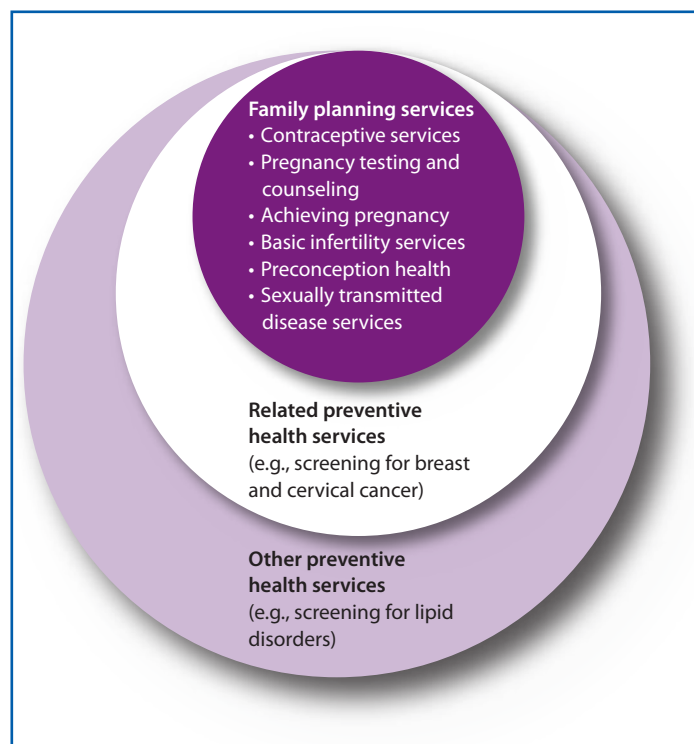 Family planning services
• Contraceptive services
• Pregnancy testing and
counseling
• Achieving pregnancy
• Basic infertility services
• Preconception health
• Sexually transmitted
disease services
Related preventive
health services
(e.g., screening for breast
and cervical cancer)
Other preventive
health services
(e.g., screening for lipid
disorders)